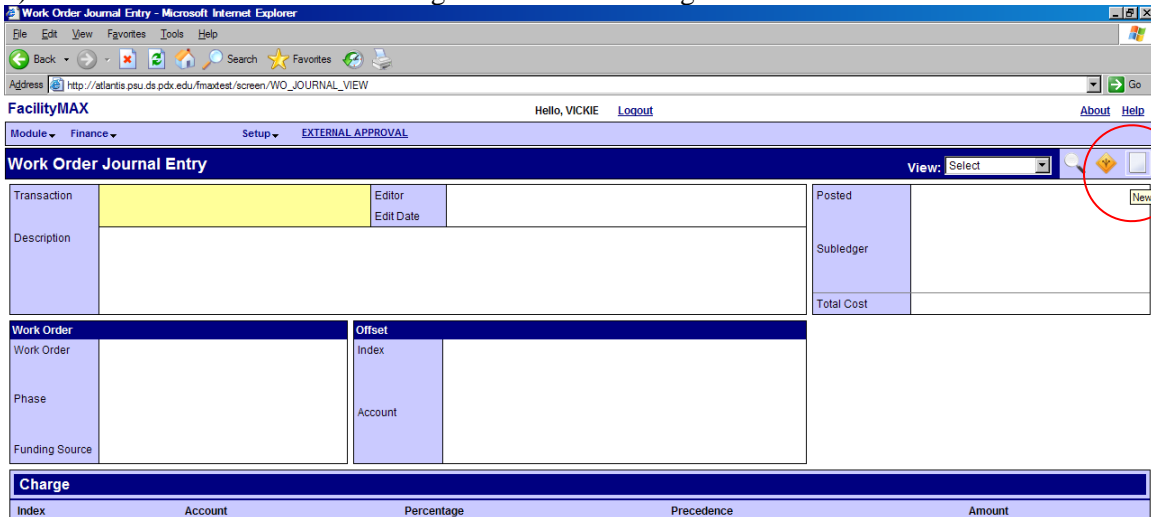 Work Order Journal Entry - Microsoft Internet Explorer
File Edit View Favorites Tools Help
Back Search Favorites
Address http://atlantis.psu.ds.pdx.edu/fmaxtest/screen/WO_JOURNAL_VIEW Go
FacilityMAX Hello, VICKIE Logout About Help
Module Finance Setup EXTERNAL APPROVAL
Work Order Journal Entry View: Select
New
Transaction Editor Posted
Edit Date
Description Subledger
Total Cost
Work Order Offset
Work Order Index
Phase
Account
Funding Source
Charge
Index Account Percentage Precedence Amount